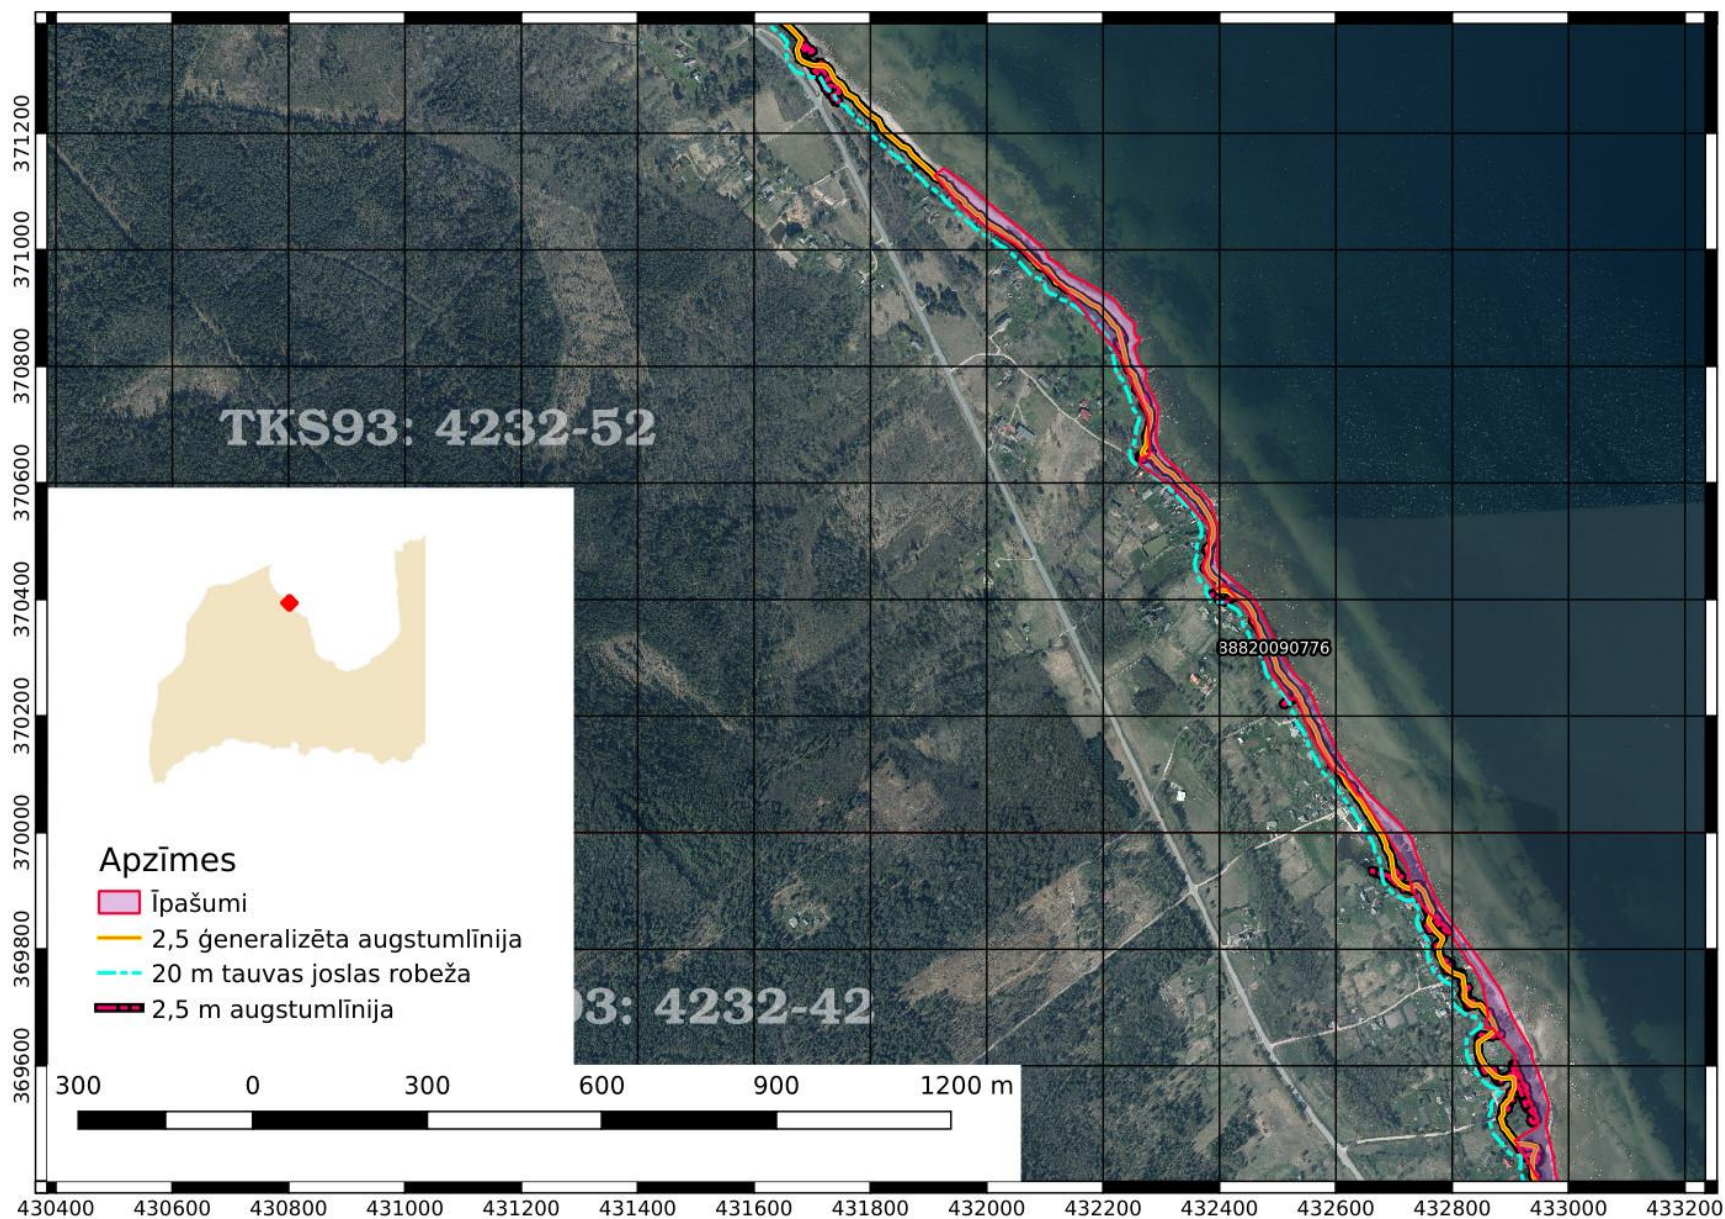 371200
371000
370800
370600
370400
370200
370000
369800
369600
TKS93: 4232-52
88820090776
93: 4232-42
Apzīmes
Īpašumi
2,5 ģeneralizēta augstumlīnija
20 m tauvas joslas robeža
2,5 m augstumlīnija
300 0 300 600 900 1200 m
430400 430600 430800 431000 431200 431400 431600 431800 432000 432200 432400 432600 432800 433000 433200